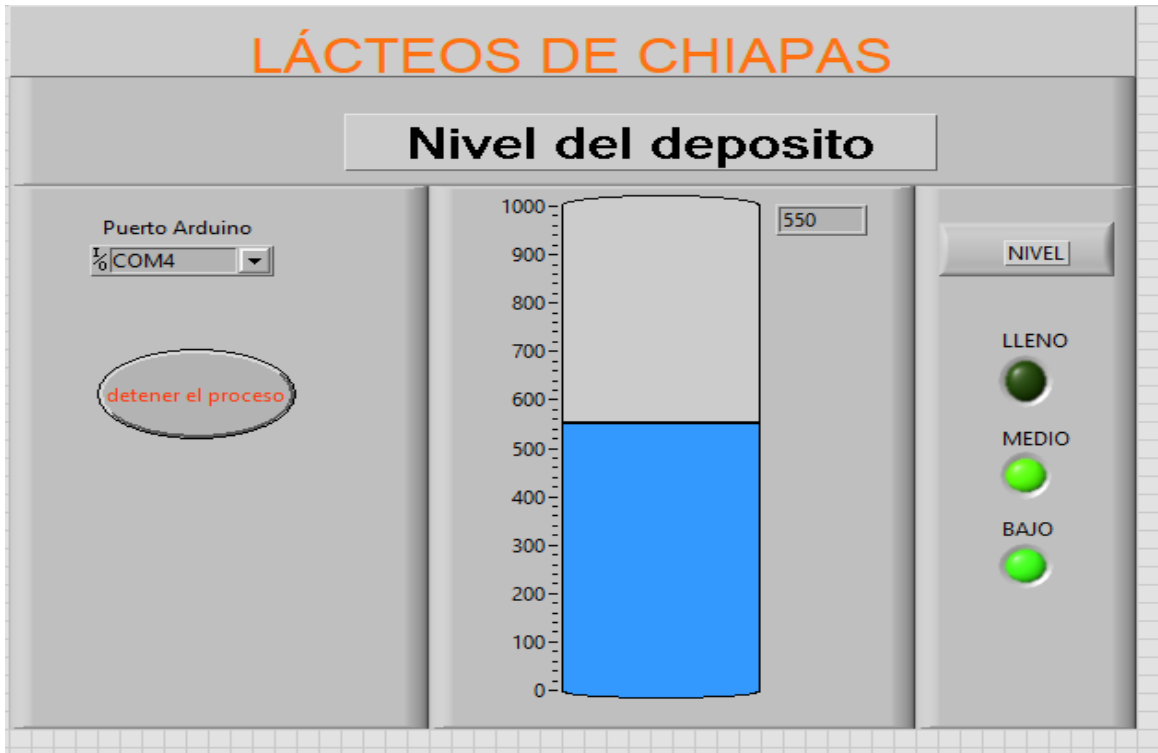 LÁCTEOS DE CHIAPAS
Nivel del deposito
Puerto Arduino
I/O COM4
detener el proceso
1000
900
800
700
600
500
400
300
200
100
0
550
NIVEL
LLENO
MEDIO
BAJO